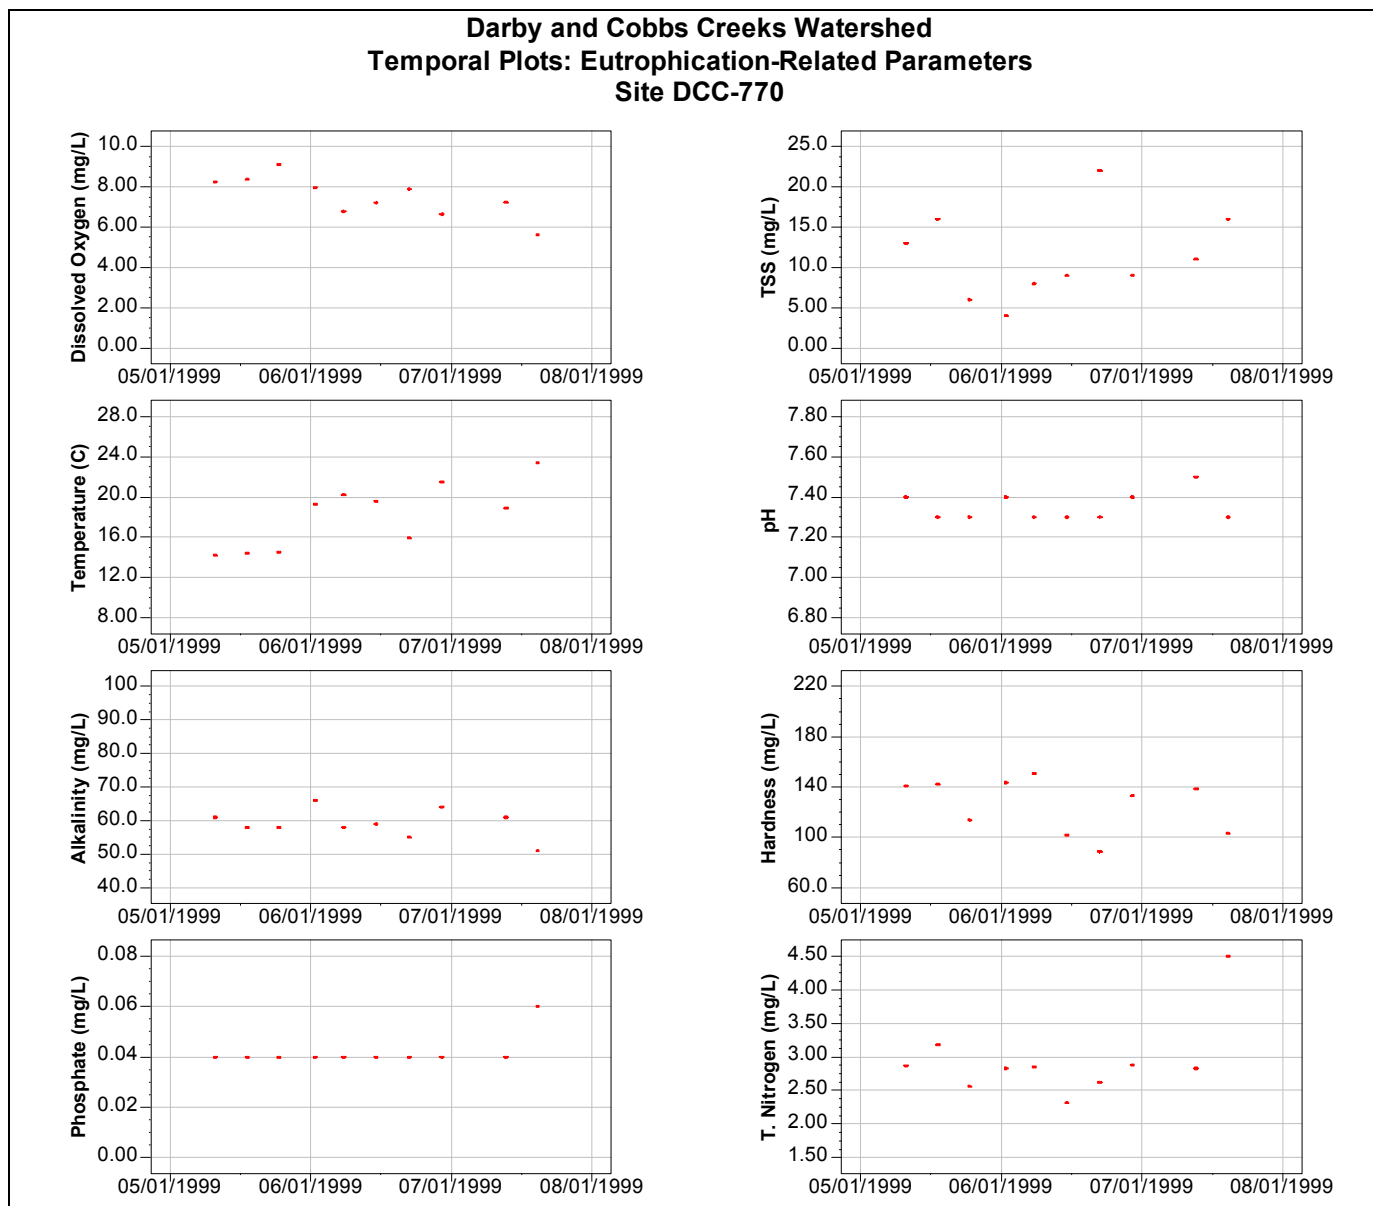 Darby and Cobbs Creeks Watershed
Temporal Plots: Eutrophication-Related Parameters
Site DCC-770
Dissolved Oxygen (mg/L)
10.0
8.00
6.00
4.00
2.00
0.00
05/01/1999 06/01/1999 07/01/1999 08/01/1999
TSS (mg/L)
25.0
20.0
15.0
10.0
5.00
0.00
05/01/1999 06/01/1999 07/01/1999 08/01/1999
Temperature (C)
28.0
24.0
20.0
16.0
12.0
8.00
05/01/1999 06/01/1999 07/01/1999 08/01/1999
pH
7.80
7.60
7.40
7.20
7.00
6.80
05/01/1999 06/01/1999 07/01/1999 08/01/1999
Alkalinity (mg/L)
100
90.0
80.0
70.0
60.0
50.0
40.0
05/01/1999 06/01/1999 07/01/1999 08/01/1999
Hardness (mg/L)
220
180
140
100
60.0
05/01/1999 06/01/1999 07/01/1999 08/01/1999
Phosphate (mg/L)
0.08
0.06
0.04
0.02
0.00
05/01/1999 06/01/1999 07/01/1999 08/01/1999
T. Nitrogen (mg/L)
4.50
4.00
3.50
3.00
2.50
2.00
1.50
05/01/1999 06/01/1999 07/01/1999 08/01/1999